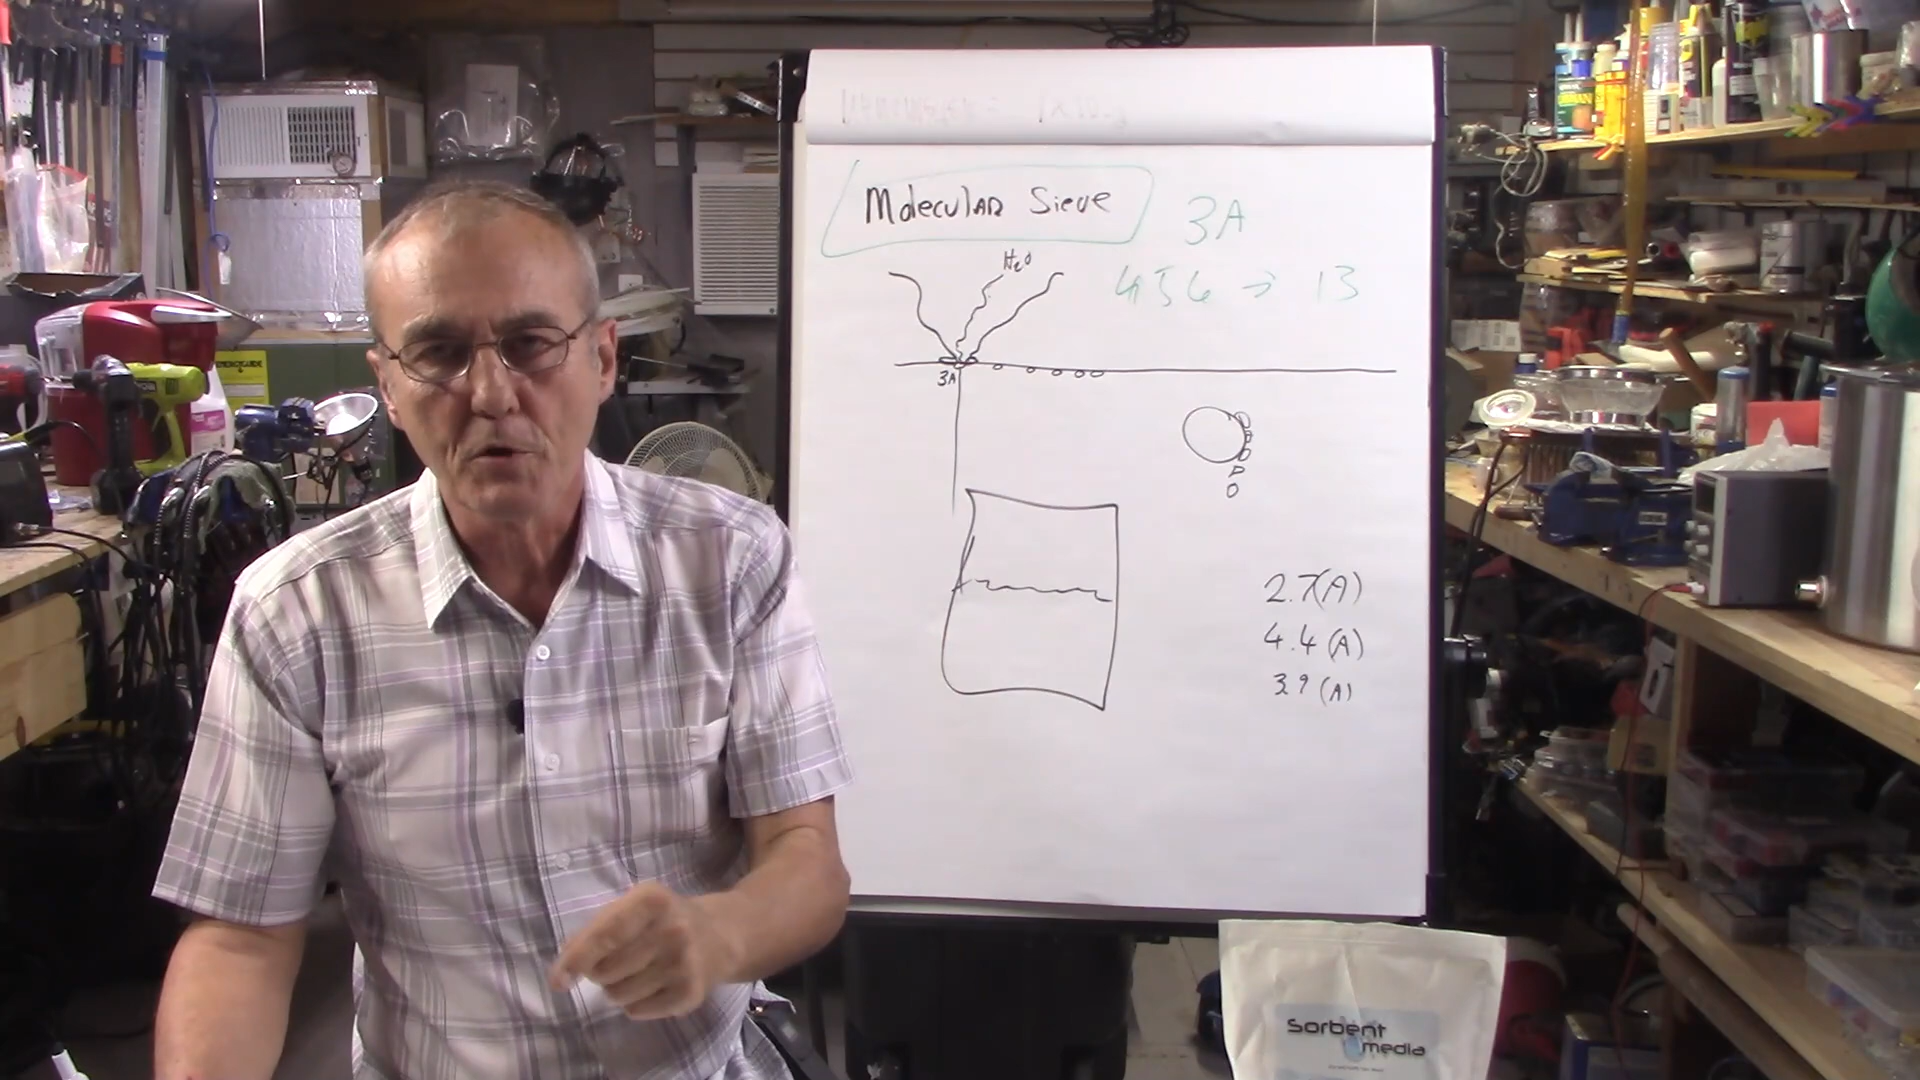 Molecular Sieve
3A
4 5 6 → 13
H2O
3A
2.7(A)
4.4 (A)
3.9 (A)
Sorbent
media